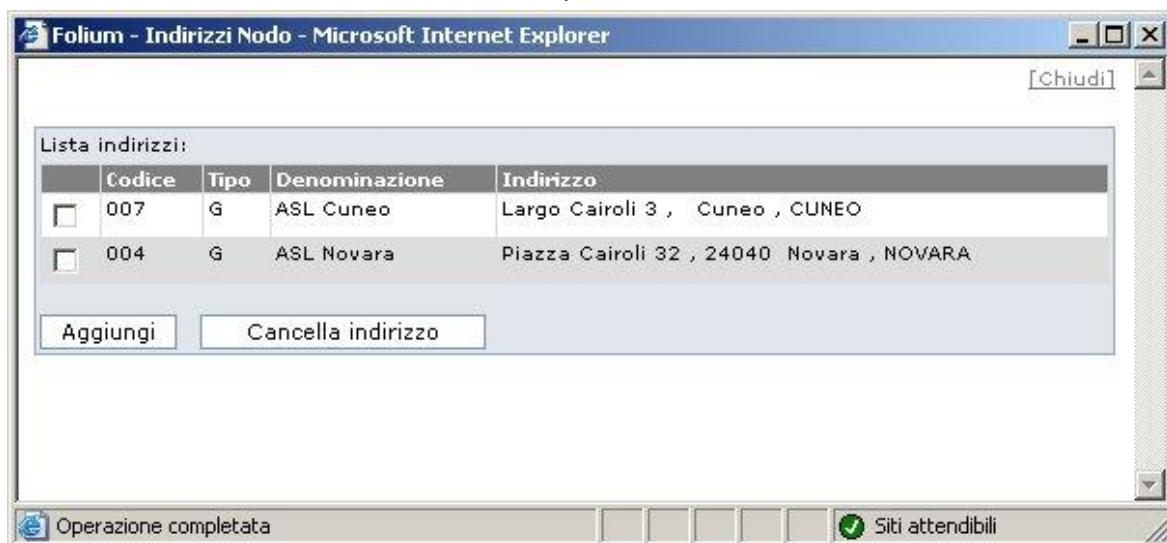 Folium - Indirizzi Nodo - Microsoft Internet Explorer
[Chiudi]
Lista indirizzi:
Codice Tipo Denominazione Indirizzo
007 G ASL Cuneo Largo Cairoli 3 , Cuneo , CUNEO
004 G ASL Novara Piazza Cairoli 32 , 24040 Novara , NOVARA
Aggiungi Cancella indirizzo
Operazione completata Siti attendibili